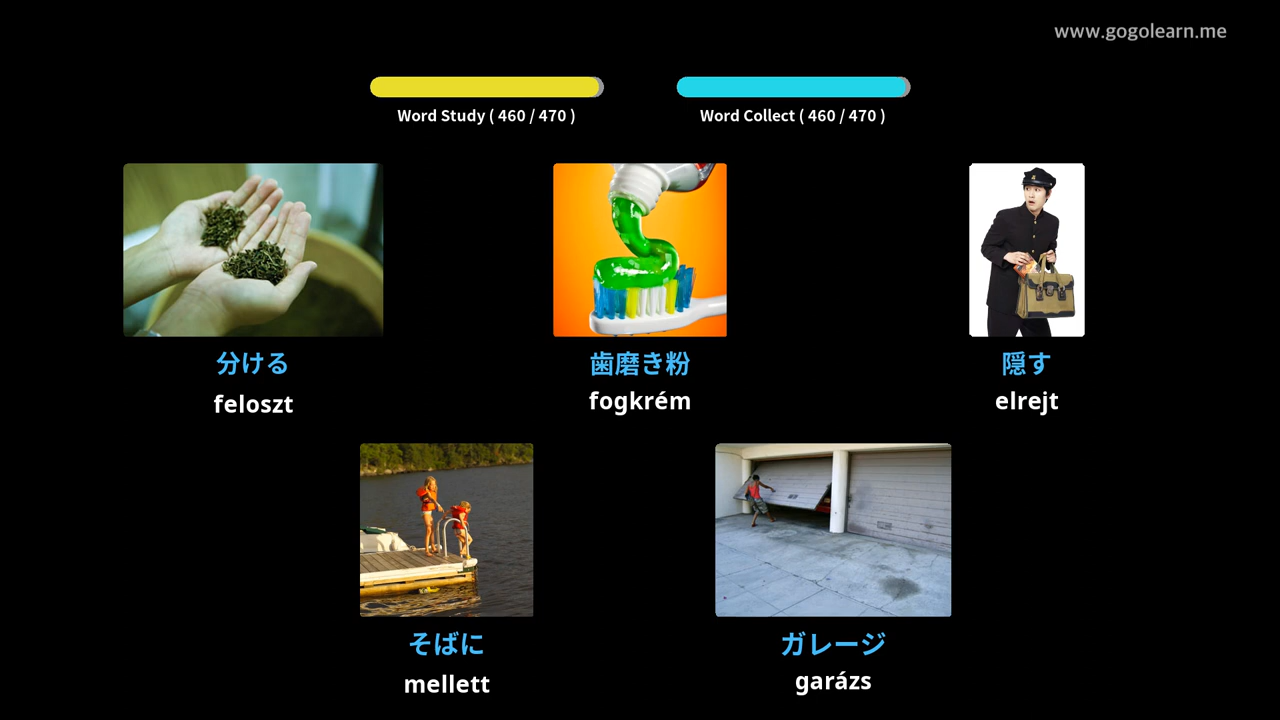 www.gogolearn.me
Word Study ( 460 / 470 )
Word Collect ( 460 / 470 )
分ける
feloszt
歯磨き粉
fogkrém
隠す
elrejt
そばに
mellett
ガレージ
garázs